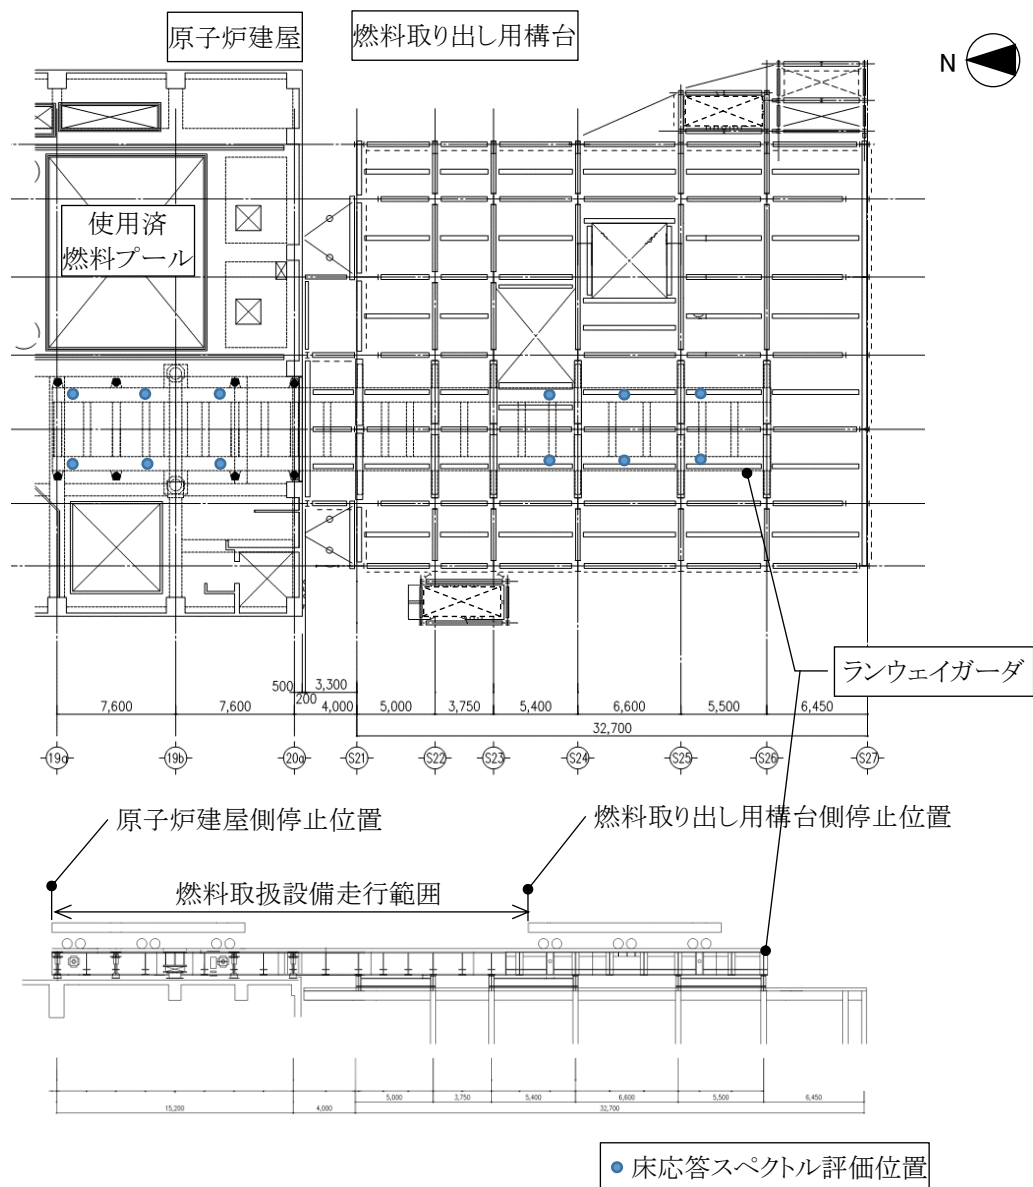 原子炉建屋
燃料取り出し用構台
N
使用済
燃料プール
ランウェイガーダ
500
200
3,300
7,600
7,600
4,000
5,000
3,750
5,400
6,600
5,500
6,450
32,700
19a
19b
20a
S21
S22
S23
S24
S25
S26
S27
原子炉建屋側停止位置
燃料取り出し用構台側停止位置
燃料取扱設備走行範囲
5,000
3,750
5,400
6,600
5,500
6,450
15,200
4,000
32,700
床応答スペクトル評価位置